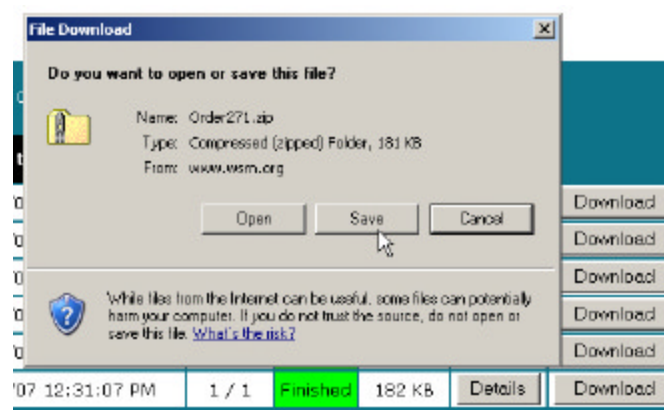 File Download
Do you want to open or save this file?
Name: Order271.zip
Type: Compressed (zipped) Folder, 181 KB
From: www.wsm.org
Open Save Cancel
Download
Download
Download
Download
Download
While files from the Internet can be useful, some files can potentially
harm your computer. If you do not trust the source, do not open or
save this file. What's the risk?
'07 12:31:07 PM 1 / 1 Finished 182 KB Details Download